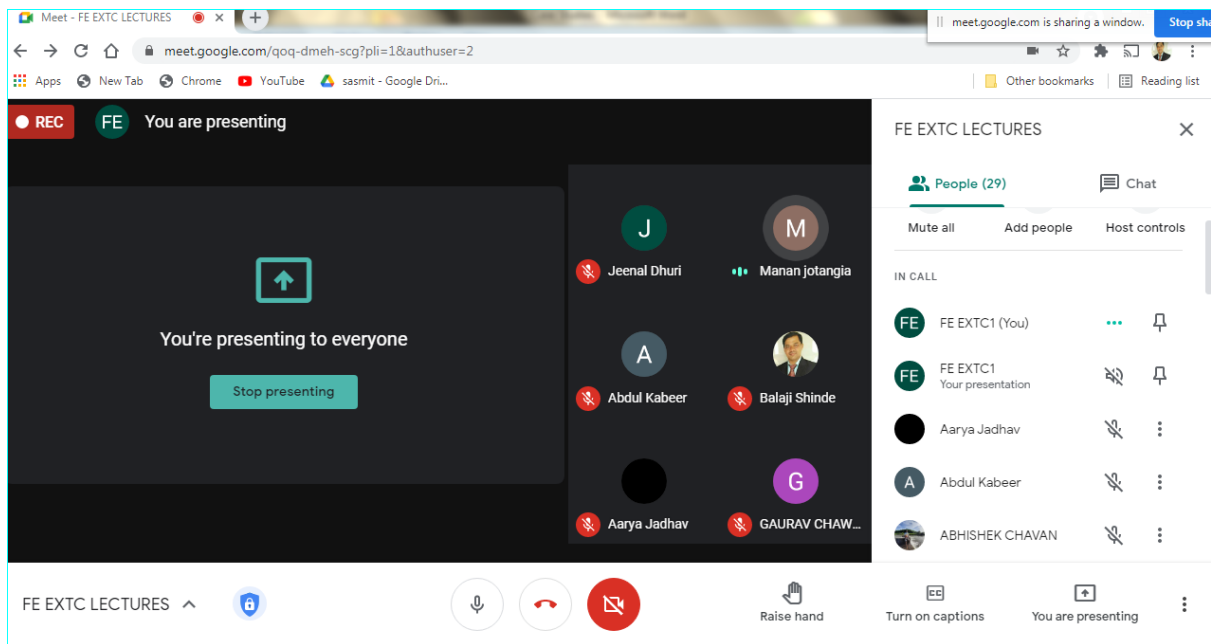 Meet - FE EXTC LECTURES
meet.google.com is sharing a window.
Stop sha
meet.google.com/qoq-dmeh-scg?pli=1&authuser=2
Apps New Tab Chrome YouTube sasmit - Google Dri... Other bookmarks Reading list
REC FE You are presenting
You're presenting to everyone
Stop presenting
J M
Jeenal Dhuri Manan jotangia
A
Abdul Kabeer Balaji Shinde
G
Aarya Jadhav GAURAV CHAW...
FE EXTC LECTURES
People (29) Chat
Mute all Add people Host controls
IN CALL
FE FE EXTC1 (You)
FE FE EXTC1
Your presentation
Aarya Jadhav
A Abdul Kabeer
ABHISHEK CHAVAN
FE EXTC LECTURES
Raise hand
CC
Turn on captions
You are presenting